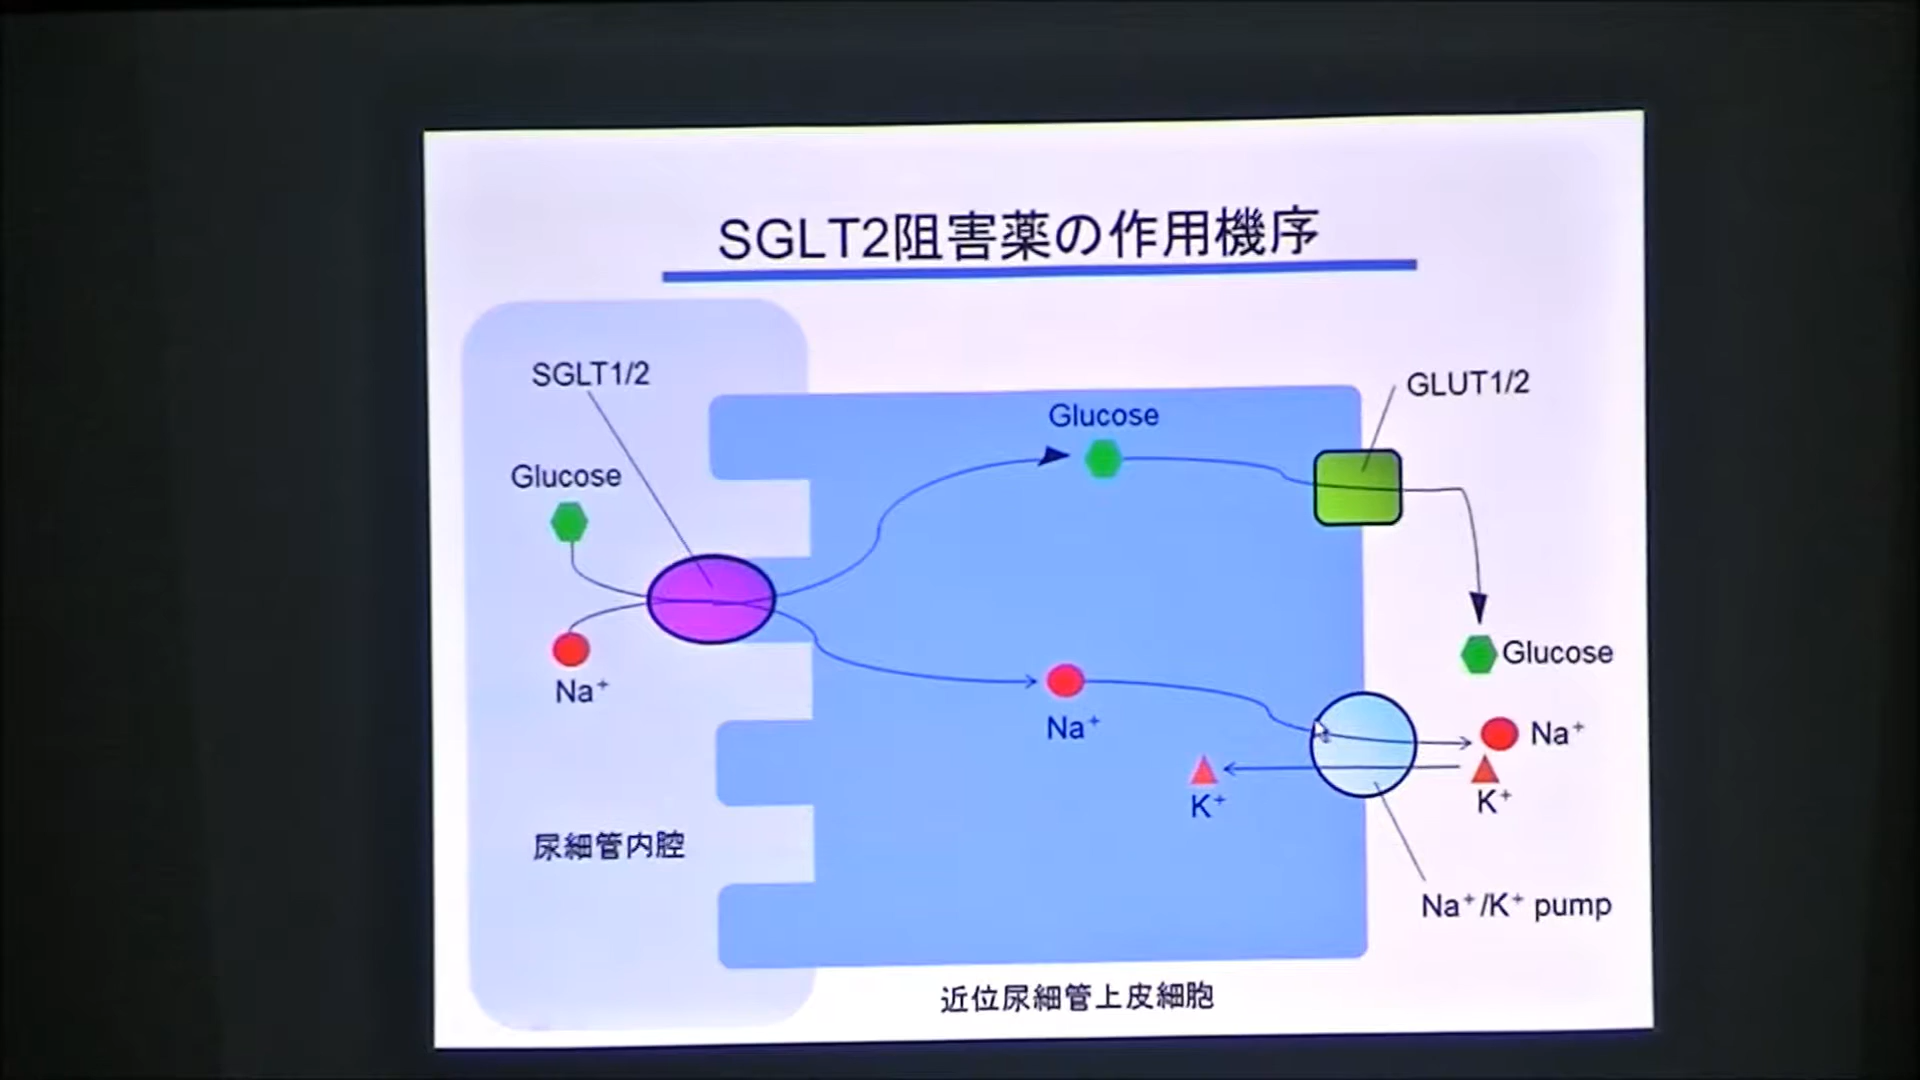 SGLT2阻害薬の作用機序
SGLT1/2
GLUT1/2
Glucose
Glucose
Na⁺
Glucose
Na⁺
Na⁺
K⁺
K⁺
尿細管内腔
Na⁺/K⁺ pump
近位尿細管上皮細胞